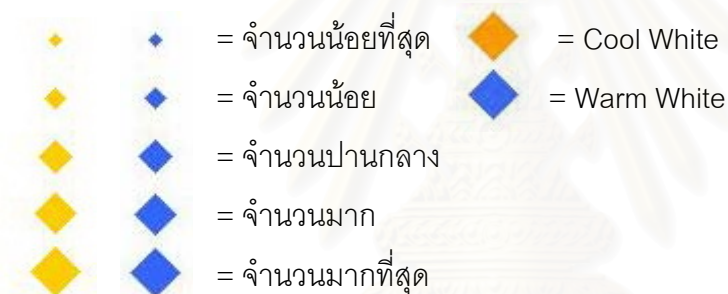 = จำนวนน้อยที่สุด = Cool White
= จำนวนน้อย = Warm White
= จำนวนปานกลาง
= จำนวนมาก
= จำนวนมากที่สุด